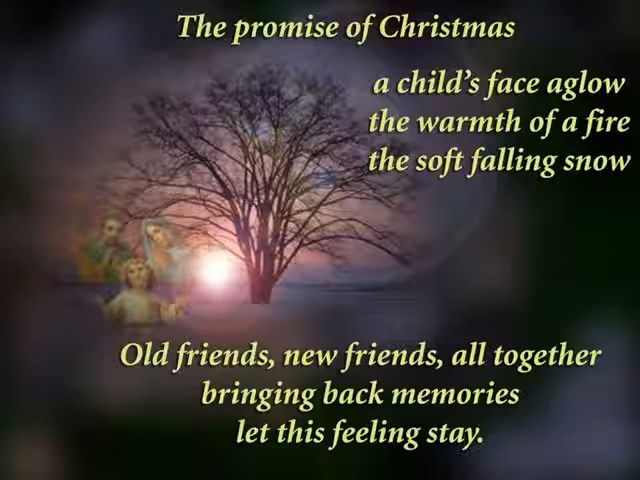 The promise of Christmas
a child's face aglow
the warmth of a fire
the soft falling snow
Old friends, new friends, all together
bringing back memories
let this feeling stay.